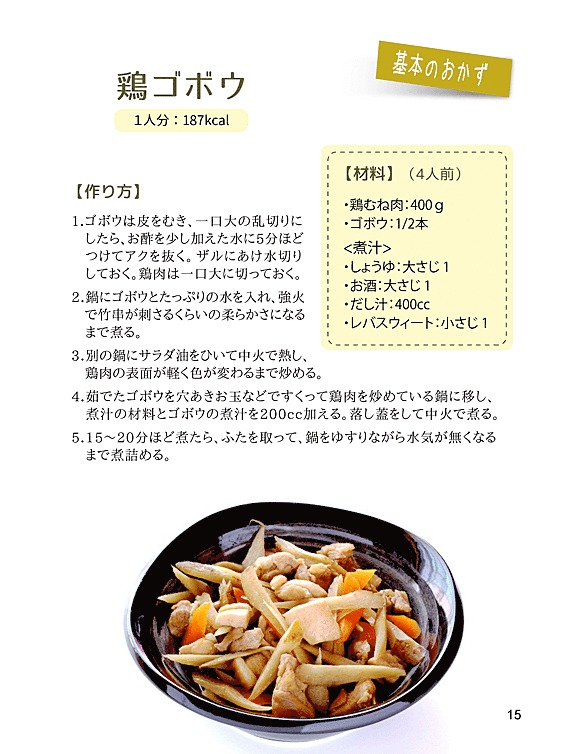 基本のおかず
鶏ゴボウ
1人分：187kcal
【材料】（4人前）
・鶏むね肉：400g
・ゴボウ：1/2本
<煮汁>
・しょうゆ：大さじ1
・お酒：大さじ1
・だし汁：400cc
・レバスウィート：小さじ1
【作り方】
1.ゴボウは皮をむき、一口大の乱切りに
したら、お酢を少し加えた水に5分ほど
つけてアクを抜く。ザルにあけ水切り
しておく。鶏肉は一口大に切っておく。
2.鍋にゴボウとたっぷりの水を入れ、強火
で竹串が刺さるくらいの柔らかさになる
まで煮る。
3.別の鍋にサラダ油をひいて中火で熱し、
鶏肉の表面が軽く色が変わるまで炒める。
4.茹でたゴボウを穴あきお玉などですくって鶏肉を炒めている鍋に移し、
煮汁の材料とゴボウの煮汁を200cc加える。落し蓋をして中火で煮る。
5.15〜20分ほど煮たら、ふたを取って、鍋をゆすりながら水気が無くなる
まで煮詰める。
15